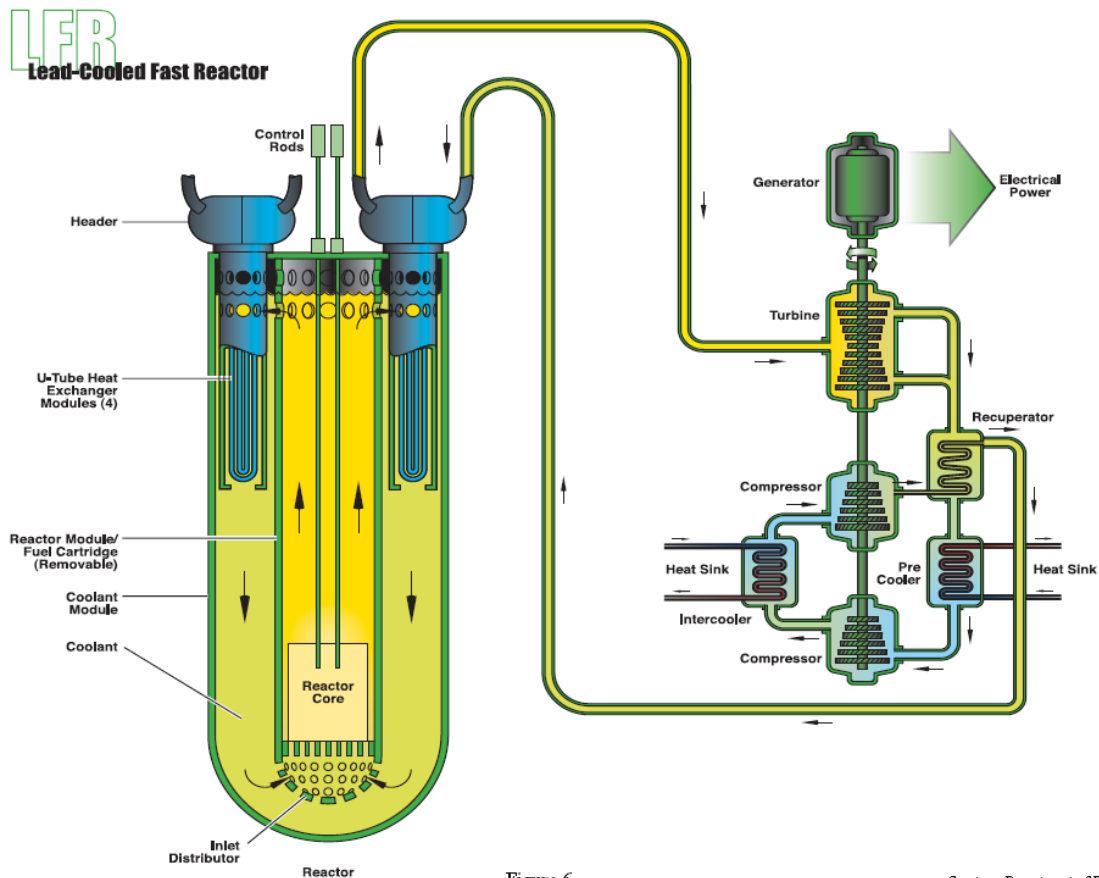 LFR
Lead-Cooled Fast Reactor
Control
Rods
Generator
Electrical
Power
Header
Turbine
U-Tube Heat
Exchanger
Modules (4)
Recuperator
Compressor
Reactor Module/
Fuel Cartridge
(Removable)
Heat Sink
Pre
Cooler
Heat Sink
Coolant
Module
Intercooler
Coolant
Compressor
Reactor
Core
Inlet
Distributor
Reactor
Figure 6